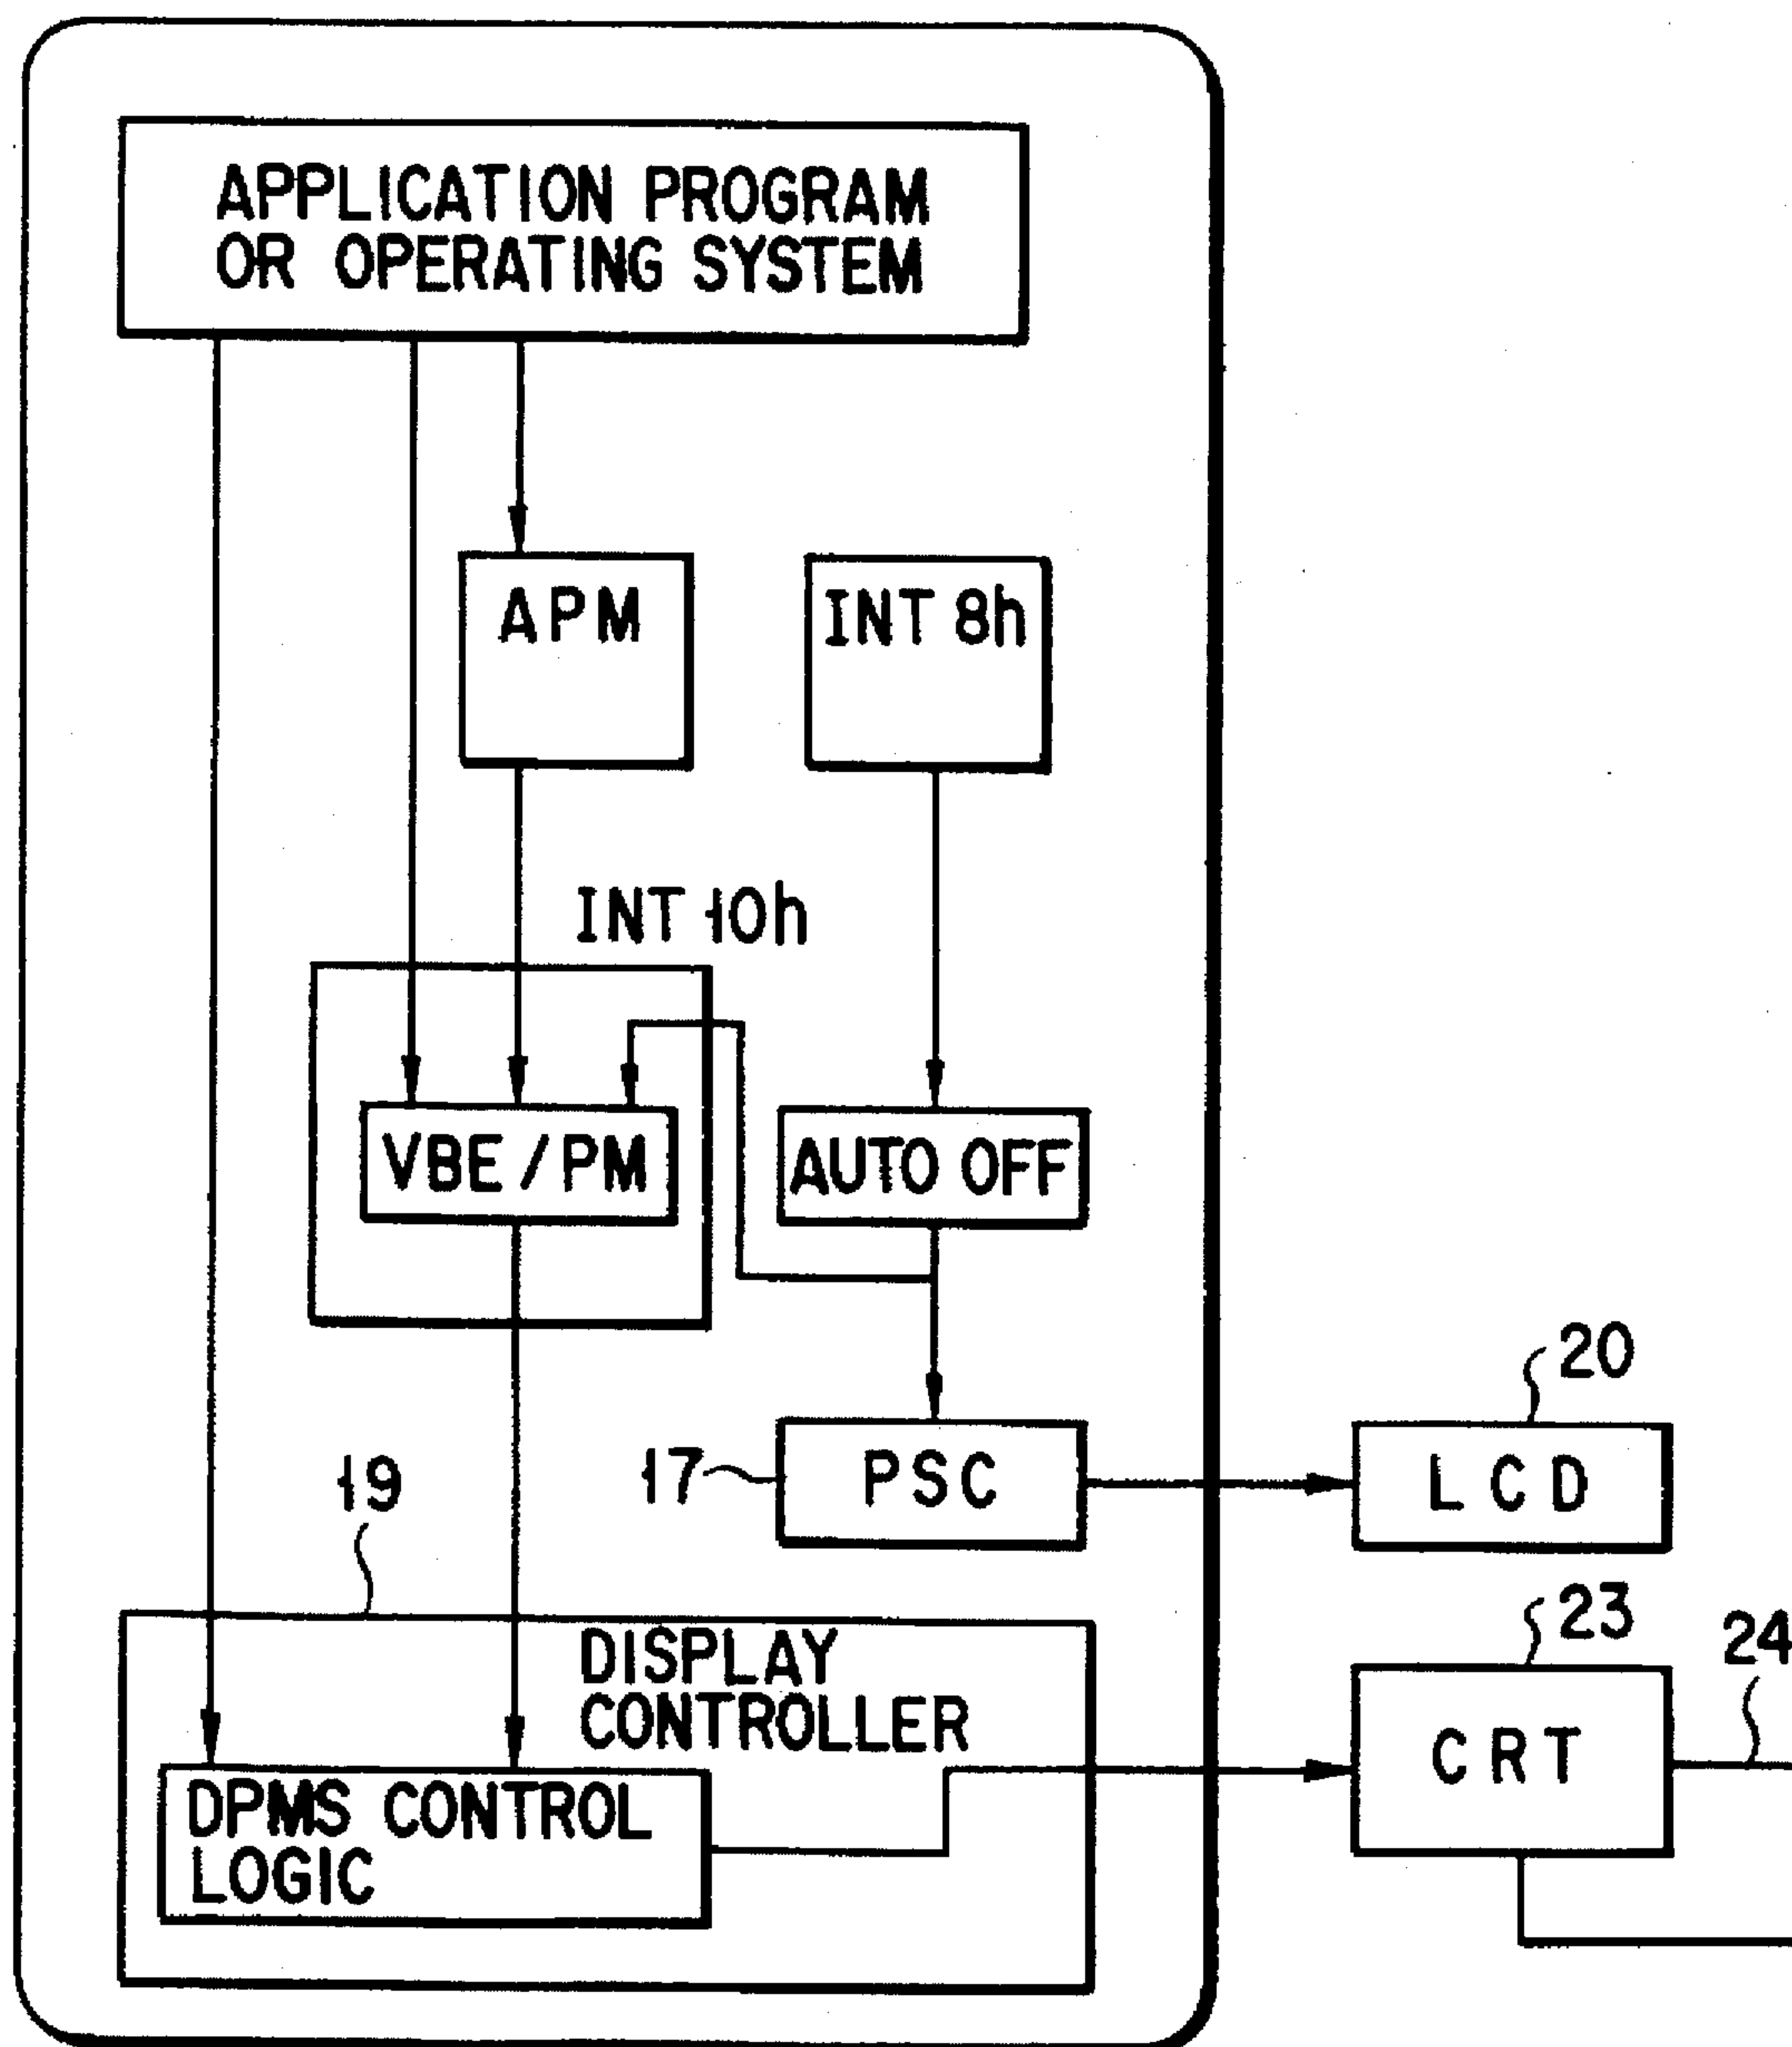 APPLICATION PROGRAM
OR OPERATING SYSTEM
APM
INT 8h
INT 10h
VBE / PM
AUTO OFF
20
17
PSC
LCD
19
23
24
DISPLAY
CONTROLLER
CRT
DPMS CONTROL
LOGIC